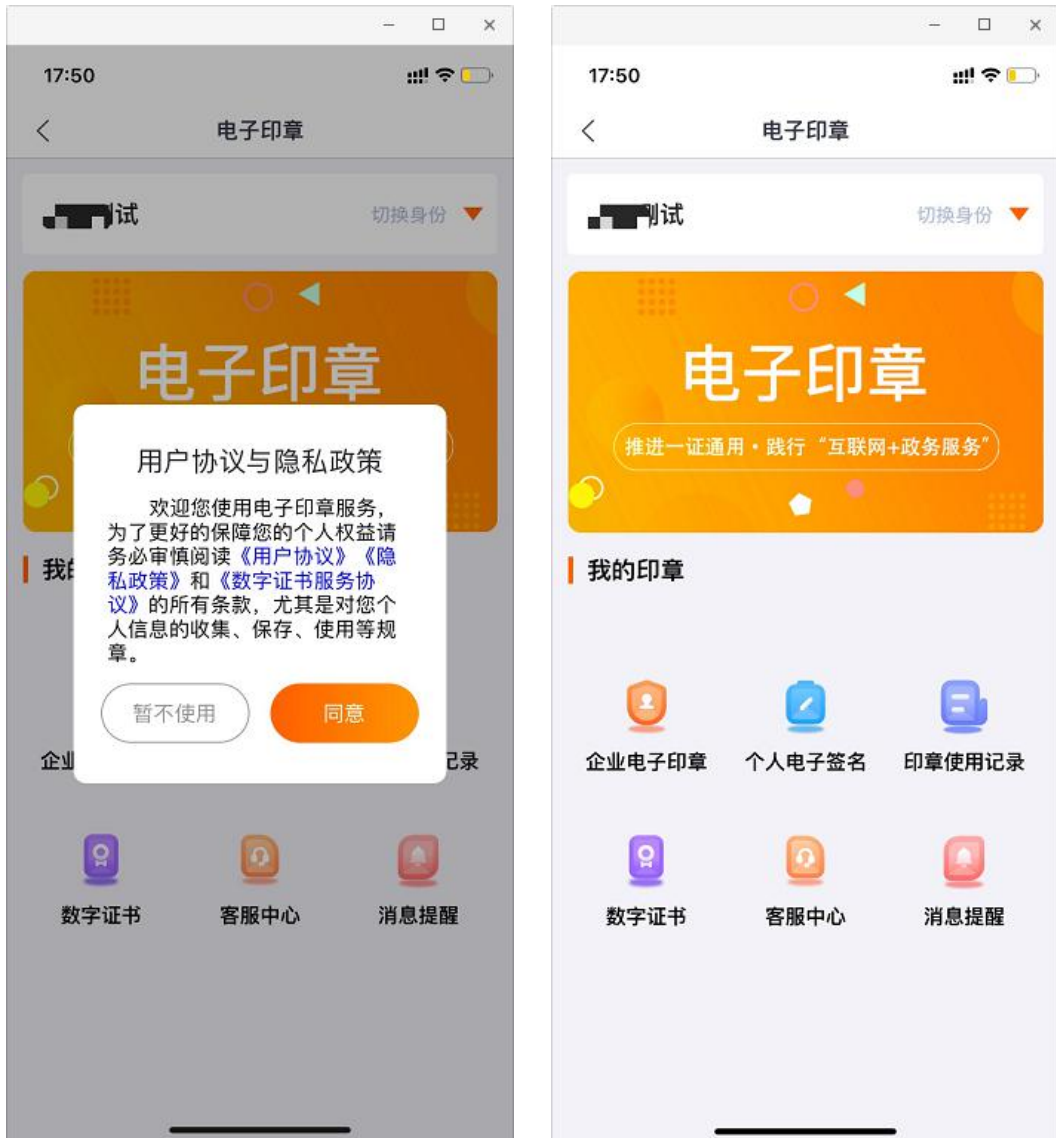 17:50
电子印章
试
切换身份
电子印章
用户协议与隐私政策
欢迎您使用电子印章服务，
为了更好的保障您的个人权益请
务必审慎阅读《用户协议》《隐
私政策》和《数字证书服务协
议》的所有条款，尤其是对您个
人信息的收集、保存、使用等规
章。
暂不使用
同意
我的
企业
记录
数字证书
客服中心
消息提醒
17:50
电子印章
测试
切换身份
电子印章
推进一证通用·践行“互联网+政务服务”
我的印章
企业电子印章
个人电子签名
印章使用记录
数字证书
客服中心
消息提醒